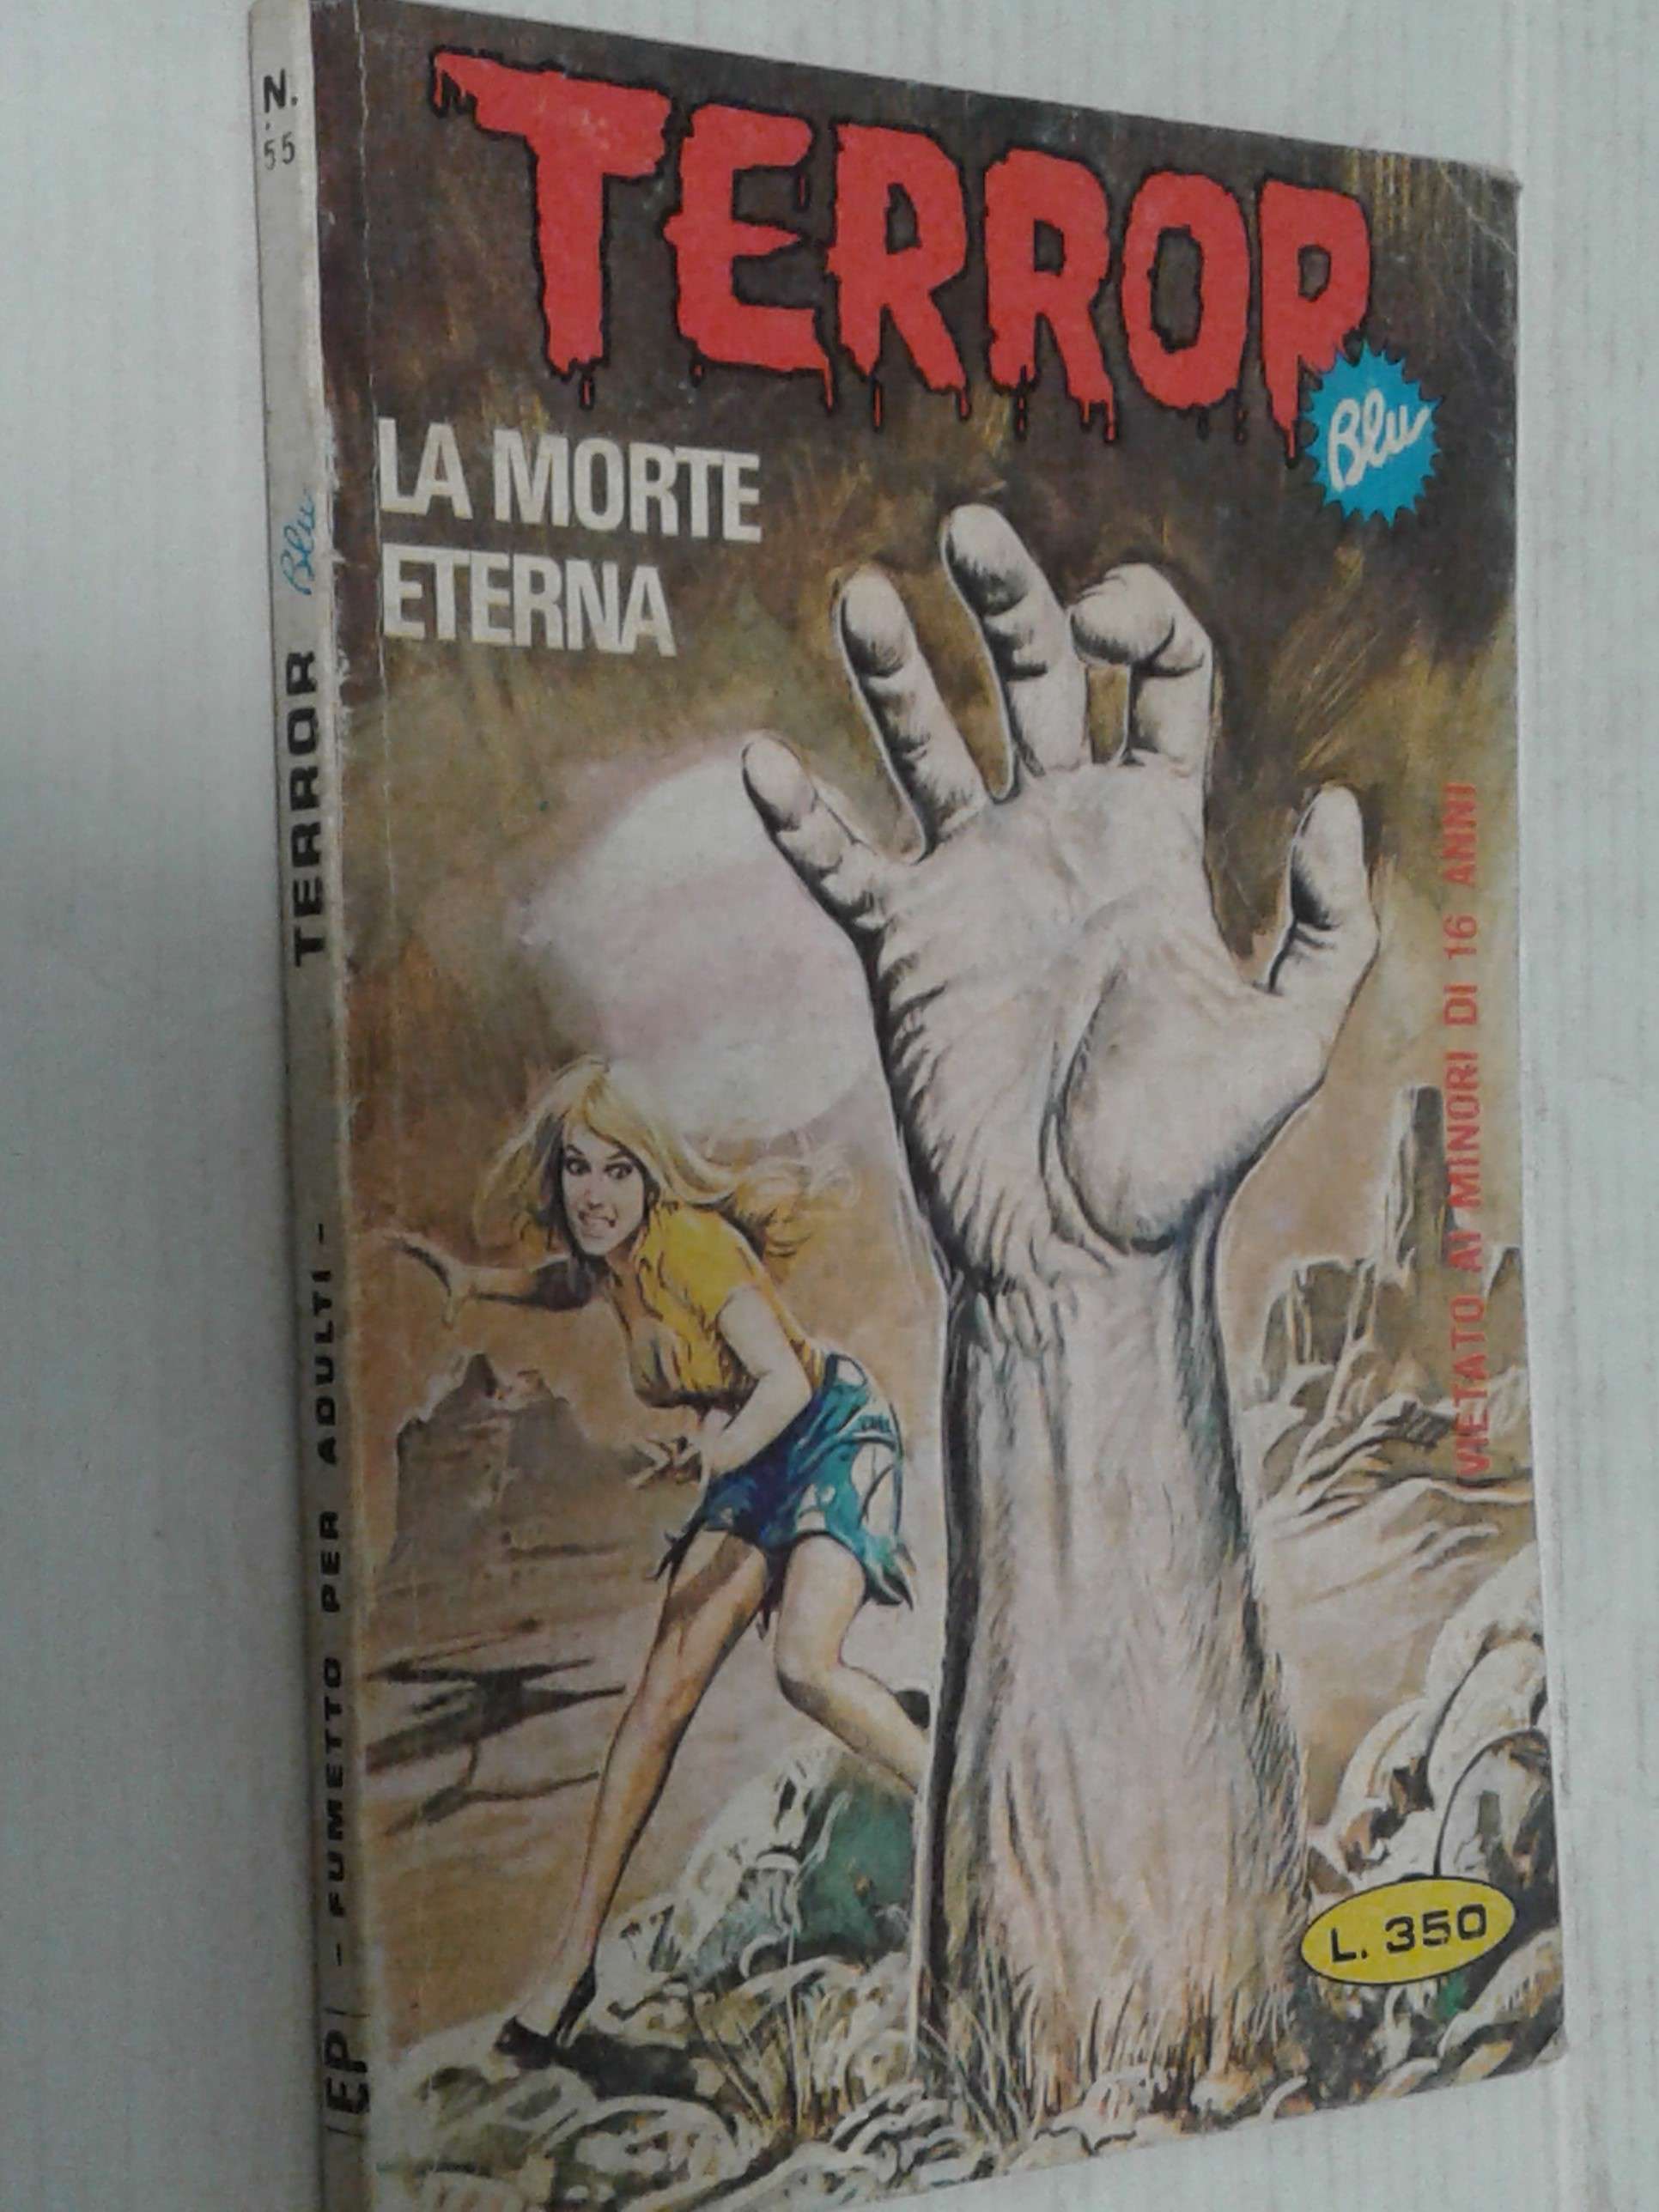 TERROR
Blu
LA MORTE
ETERNA
VIETATO AI MINORI DI 16 ANNI
L. 350
N. 55
TERROR Blu
- FUMETTO PER ADULTI -
EP